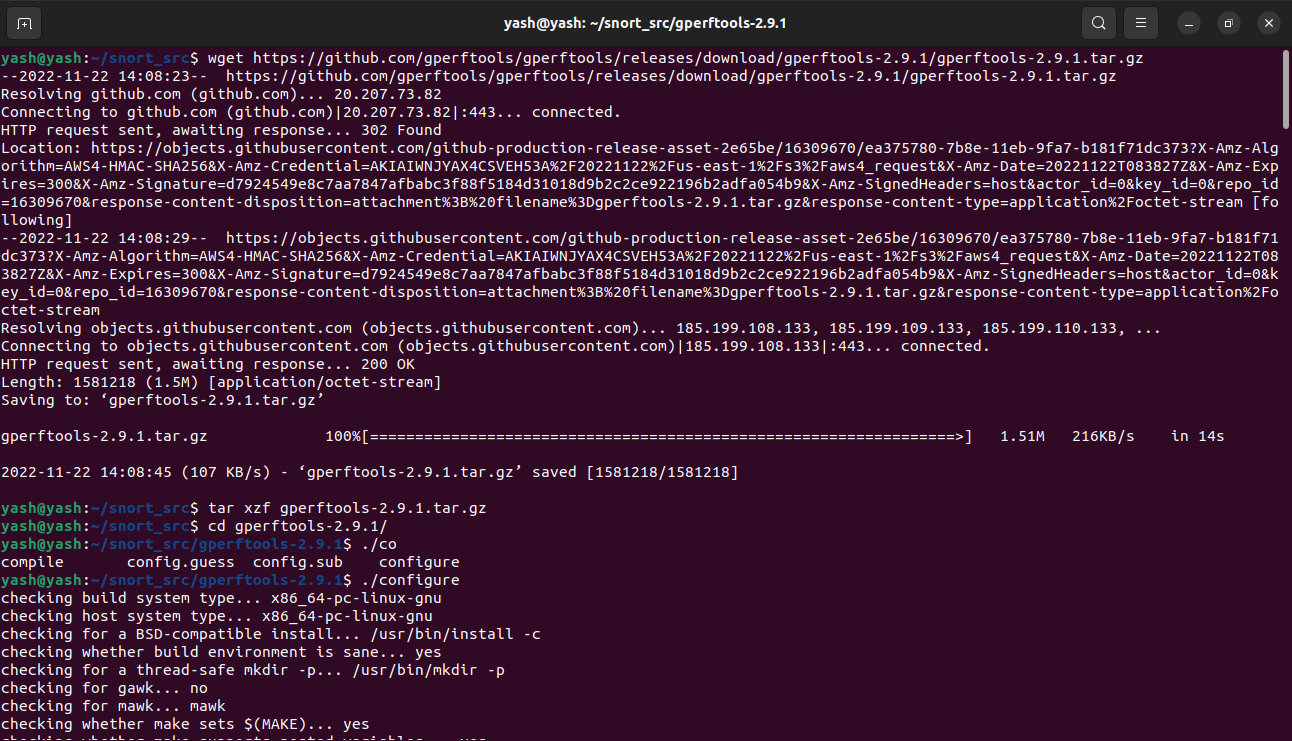 yash@yash: ~/snort_src/gperftools-2.9.1
yash@yash:~/snort_src$ wget https://github.com/gperftools/gperftools/releases/download/gperftools-2.9.1/gperftools-2.9.1.tar.gz
--2022-11-22 14:08:23--  https://github.com/gperftools/gperftools/releases/download/gperftools-2.9.1/gperftools-2.9.1.tar.gz
Resolving github.com (github.com)... 20.207.73.82
Connecting to github.com (github.com)|20.207.73.82|:443... connected.
HTTP request sent, awaiting response... 302 Found
Location: https://objects.githubusercontent.com/github-production-release-asset-2e65be/16309670/ea375780-7b8e-11eb-9fa7-b181f71dc373?X-Amz-Alg
orithm=AWS4-HMAC-SHA256&X-Amz-Credential=AKIAIWNJYAX4CSVEH53A%2F20221122%2Fus-east-1%2Fs3%2Faws4_request&X-Amz-Date=20221122T083827Z&X-Amz-Exp
ires=300&X-Amz-Signature=d7924549e8c7aa7847afbabc3f88f5184d31018d9b2c2ce922196b2adfa054b9&X-Amz-SignedHeaders=host&actor_id=0&key_id=0&repo_id
=16309670&response-content-disposition=attachment%3B%20filename%3Dgperftools-2.9.1.tar.gz&response-content-type=application%2Foctet-stream [fo
llowing]
--2022-11-22 14:08:29--  https://objects.githubusercontent.com/github-production-release-asset-2e65be/16309670/ea375780-7b8e-11eb-9fa7-b181f71
dc373?X-Amz-Algorithm=AWS4-HMAC-SHA256&X-Amz-Credential=AKIAIWNJYAX4CSVEH53A%2F20221122%2Fus-east-1%2Fs3%2Faws4_request&X-Amz-Date=20221122T08
3827Z&X-Amz-Expires=300&X-Amz-Signature=d7924549e8c7aa7847afbabc3f88f5184d31018d9b2c2ce922196b2adfa054b9&X-Amz-SignedHeaders=host&actor_id=0&k
ey_id=0&repo_id=16309670&response-content-disposition=attachment%3B%20filename%3Dgperftools-2.9.1.tar.gz&response-content-type=application%2Fo
ctet-stream
Resolving objects.githubusercontent.com (objects.githubusercontent.com)... 185.199.108.133, 185.199.109.133, 185.199.110.133, ...
Connecting to objects.githubusercontent.com (objects.githubusercontent.com)|185.199.108.133|:443... connected.
HTTP request sent, awaiting response... 200 OK
Length: 1581218 (1.5M) [application/octet-stream]
Saving to: ‘gperftools-2.9.1.tar.gz’
gperftools-2.9.1.tar.gz             100%[=================================================================>]   1.51M   216KB/s    in 14s
2022-11-22 14:08:45 (107 KB/s) - ‘gperftools-2.9.1.tar.gz’ saved [1581218/1581218]
yash@yash:~/snort_src$ tar xzf gperftools-2.9.1.tar.gz
yash@yash:~/snort_src$ cd gperftools-2.9.1/
yash@yash:~/snort_src/gperftools-2.9.1$ ./co
compile       config.guess  config.sub    configure
yash@yash:~/snort_src/gperftools-2.9.1$ ./configure
checking build system type... x86_64-pc-linux-gnu
checking host system type... x86_64-pc-linux-gnu
checking for a BSD-compatible install... /usr/bin/install -c
checking whether build environment is sane... yes
checking for a thread-safe mkdir -p... /usr/bin/mkdir -p
checking for gawk... no
checking for mawk... mawk
checking whether make sets $(MAKE)... yes
checking whether make supports nested variables... yes